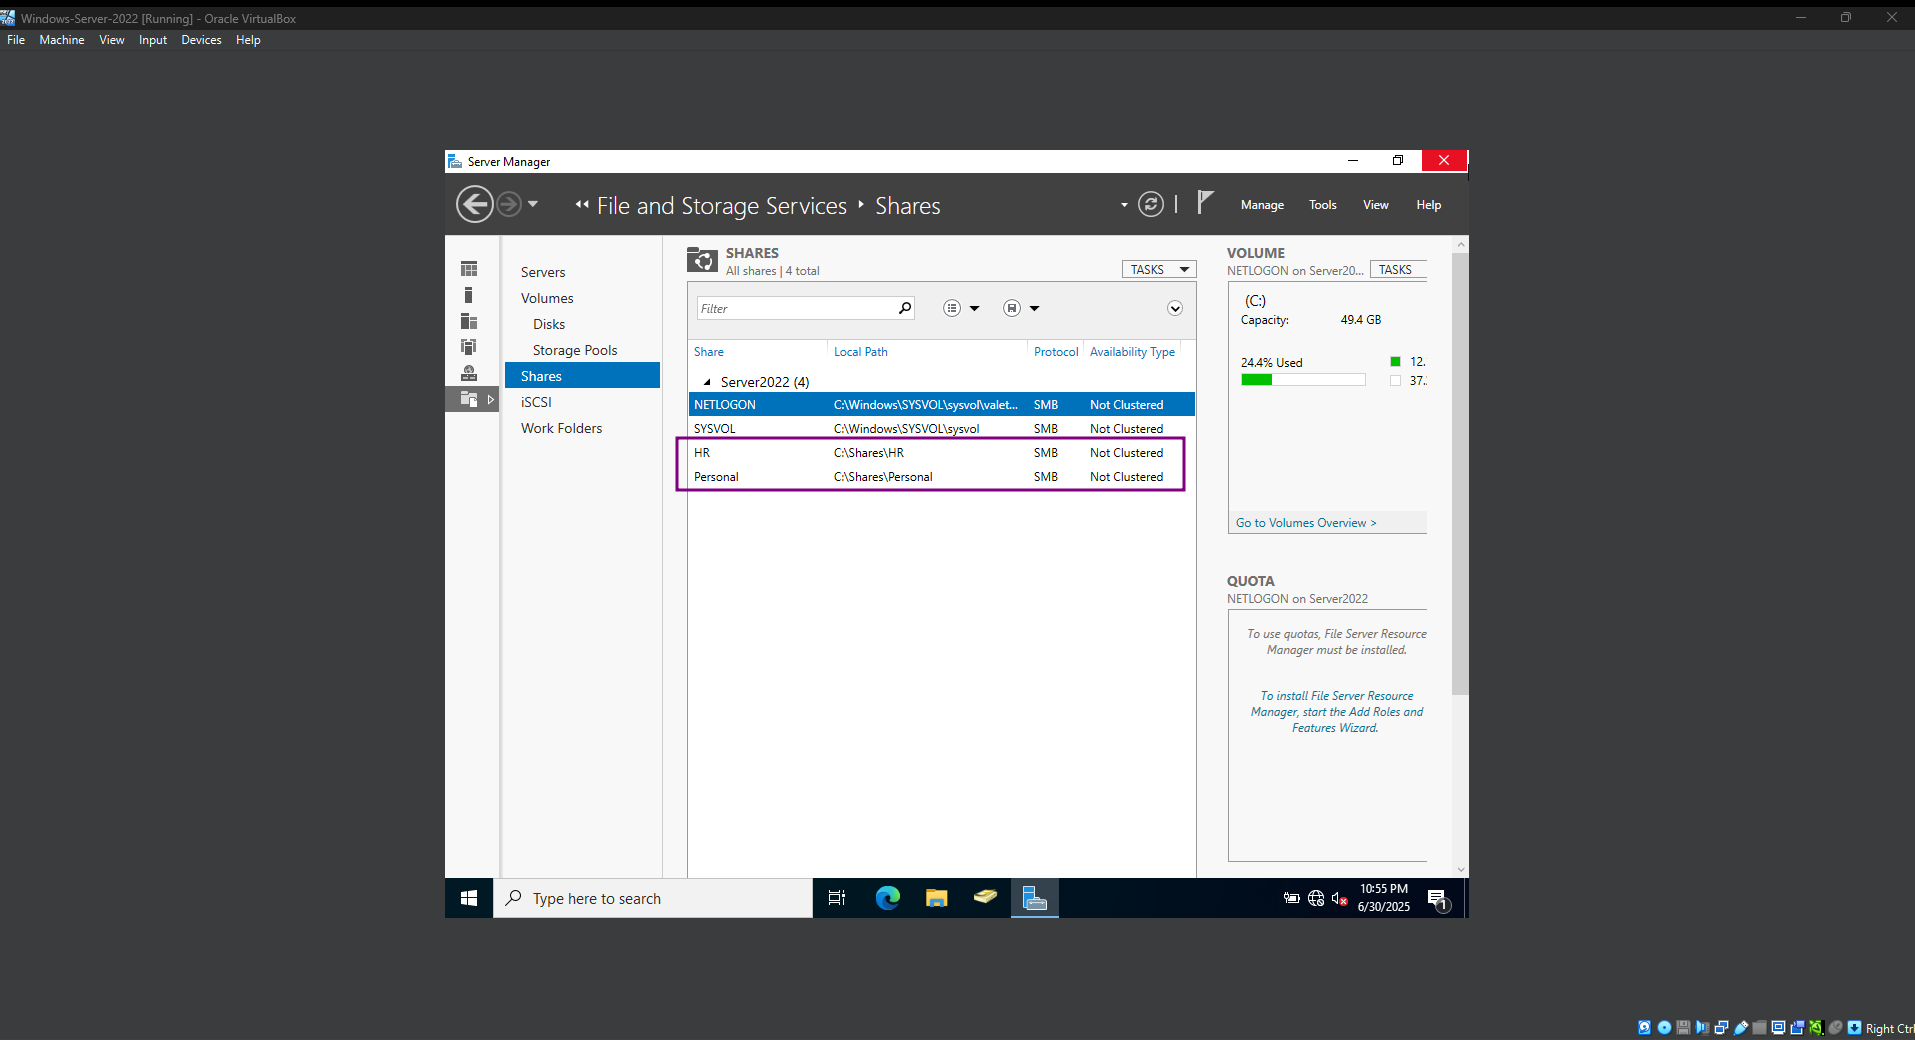 Windows-Server-2022 [Running] - Oracle VirtualBox
File Machine View Input Devices Help
Server Manager
File and Storage Services Shares
Manage Tools View Help
Servers
Volumes
Disks
Storage Pools
Shares
iSCSI
Work Folders
SHARES
All shares | 4 total
TASKS
Filter
Share Local Path Protocol Availability Type
Server2022 (4)
NETLOGON C:\Windows\SYSVOL\sysvol\valet... SMB Not Clustered
SYSVOL C:\Windows\SYSVOL\sysvol SMB Not Clustered
HR C:\Shares\HR SMB Not Clustered
Personal C:\Shares\Personal SMB Not Clustered
VOLUME
NETLOGON on Server20... TASKS
(C:)
Capacity: 49.4 GB
24.4% Used 12.
37.
Go to Volumes Overview >
QUOTA
NETLOGON on Server2022
To use quotas, File Server Resource
Manager must be installed.
To install File Server Resource
Manager, start the Add Roles and
Features Wizard.
Type here to search
10:55 PM
6/30/2025
1
Right Ctrl